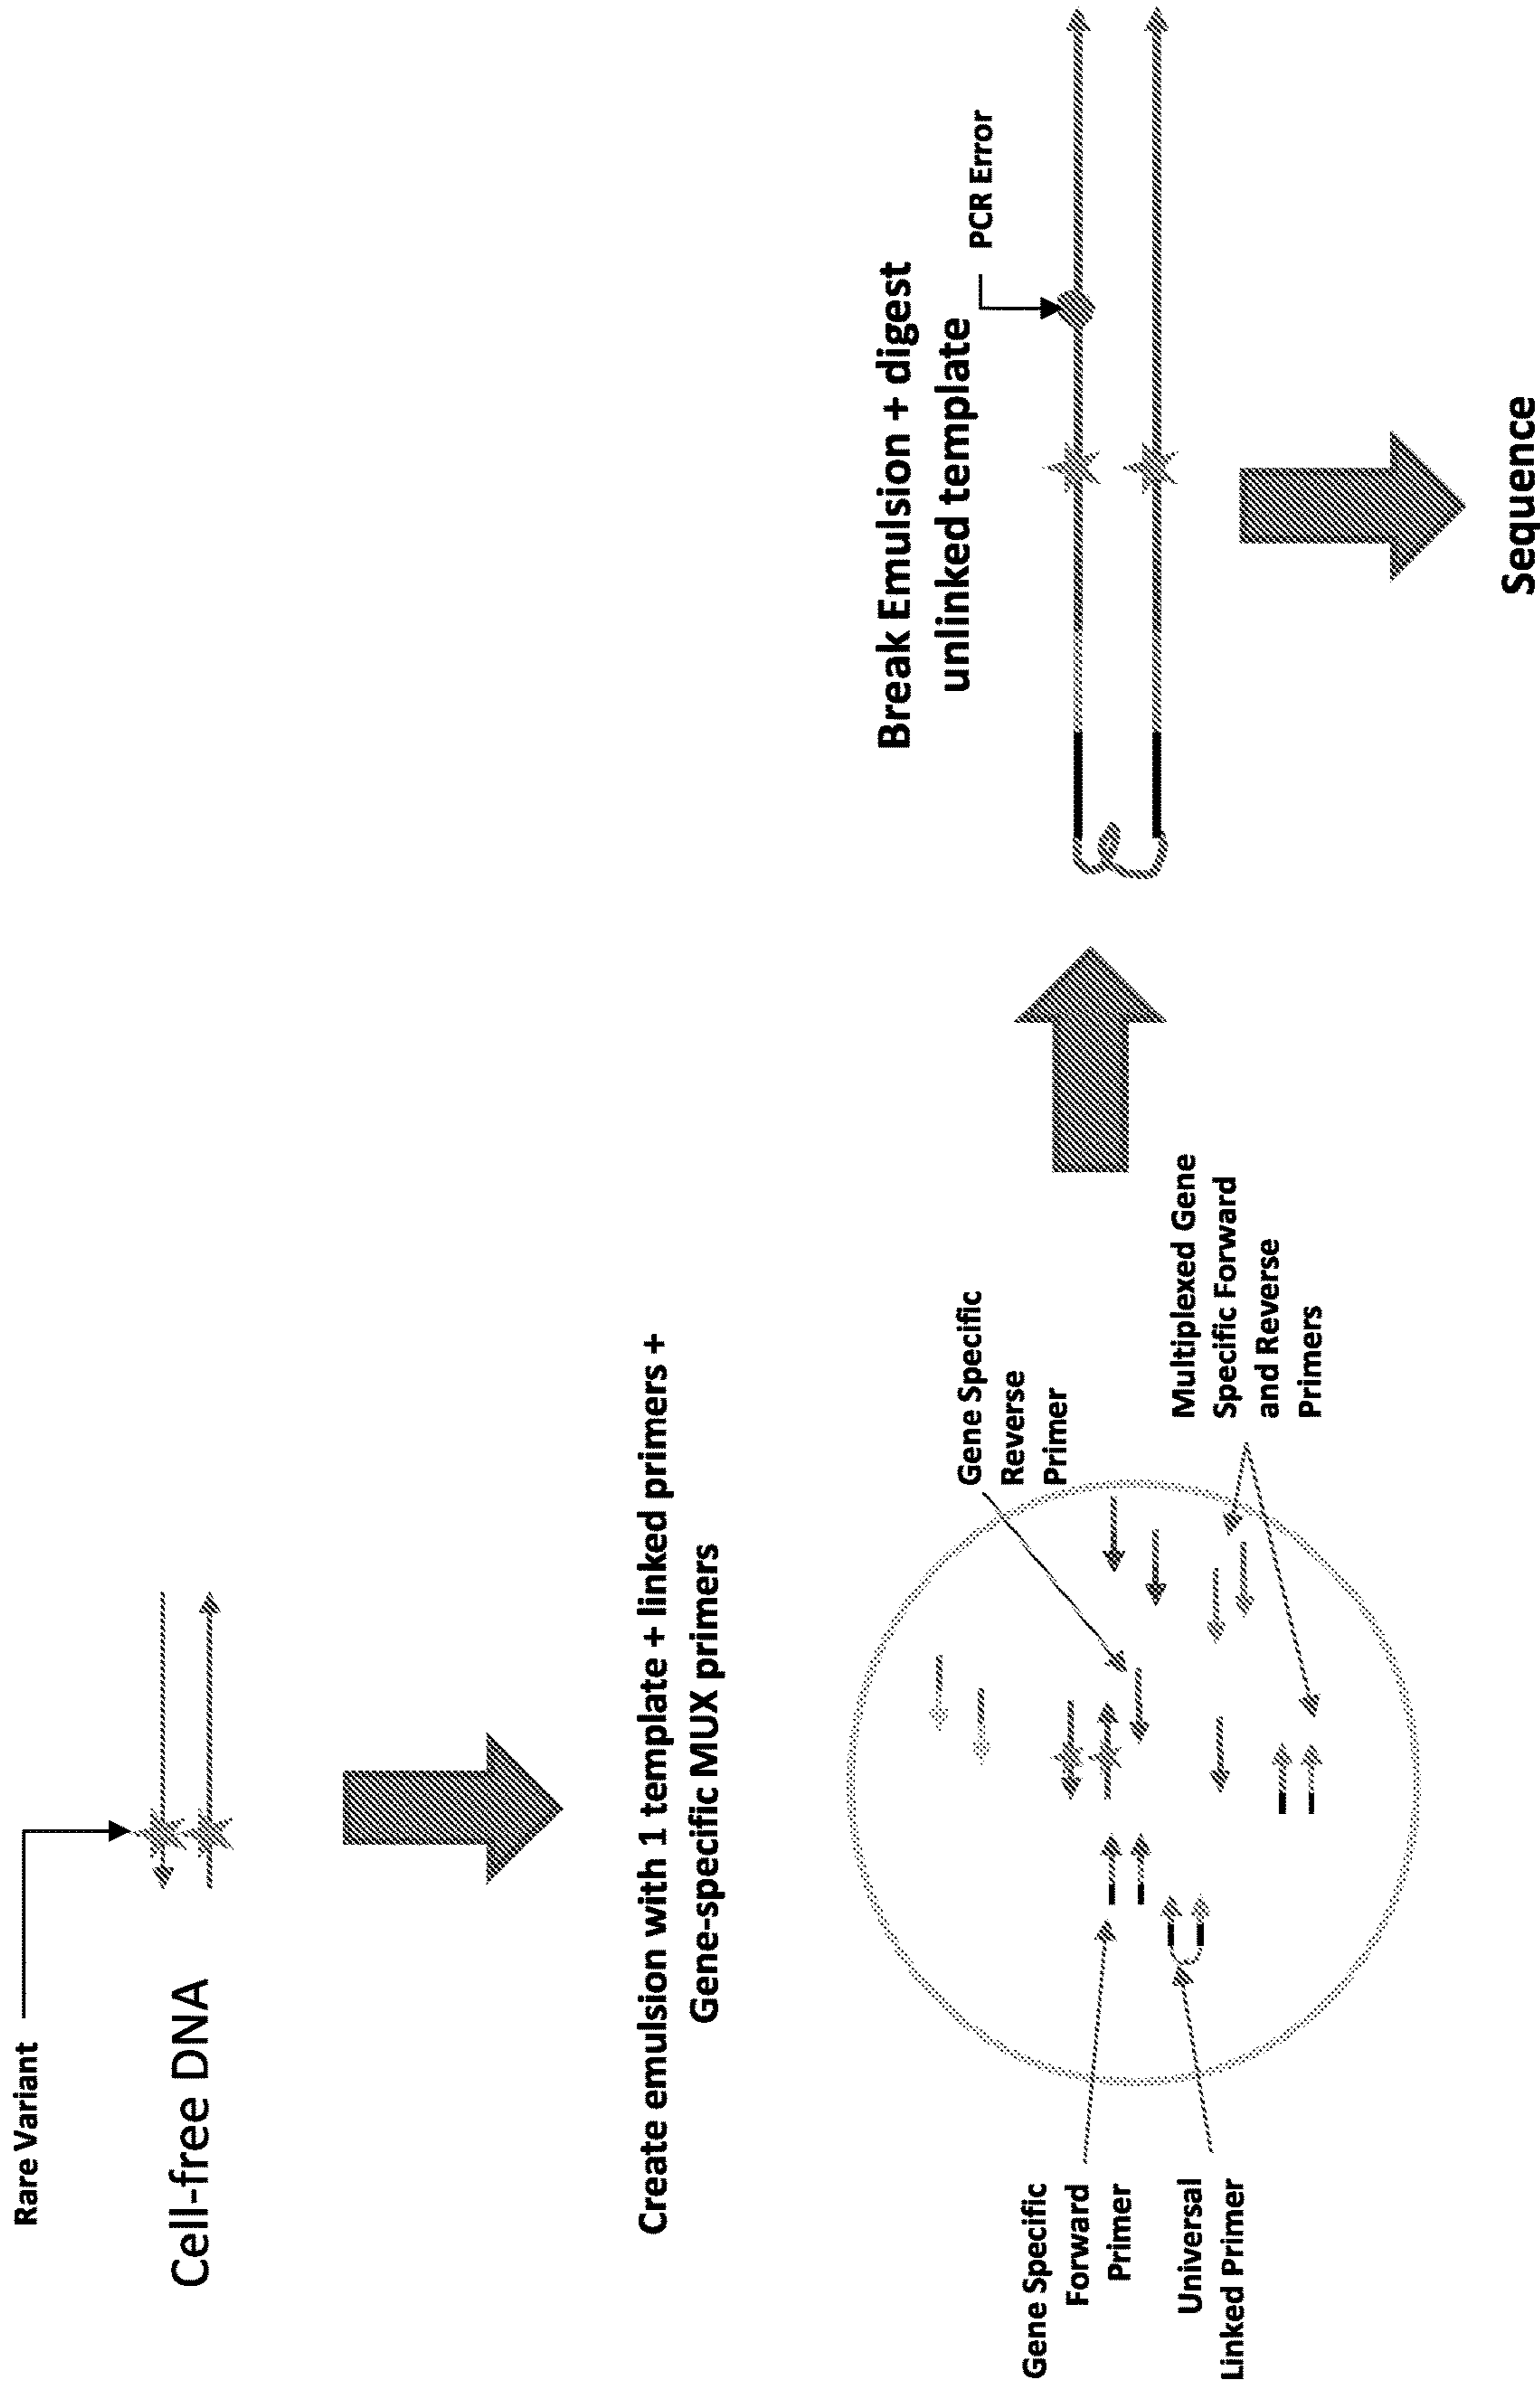 Rare Variant
Cell-free DNA
Create emulsion with 1 template + linked primers +
Gene-specific MUX primers
Gene Specific
Forward
Primer
Universal
Linked Primer
Gene Specific
Reverse
Primer
Multiplexed Gene
Specific Forward
and Reverse
Primers
Break Emulsion + digest
unlinked template
PCR Error
Sequence